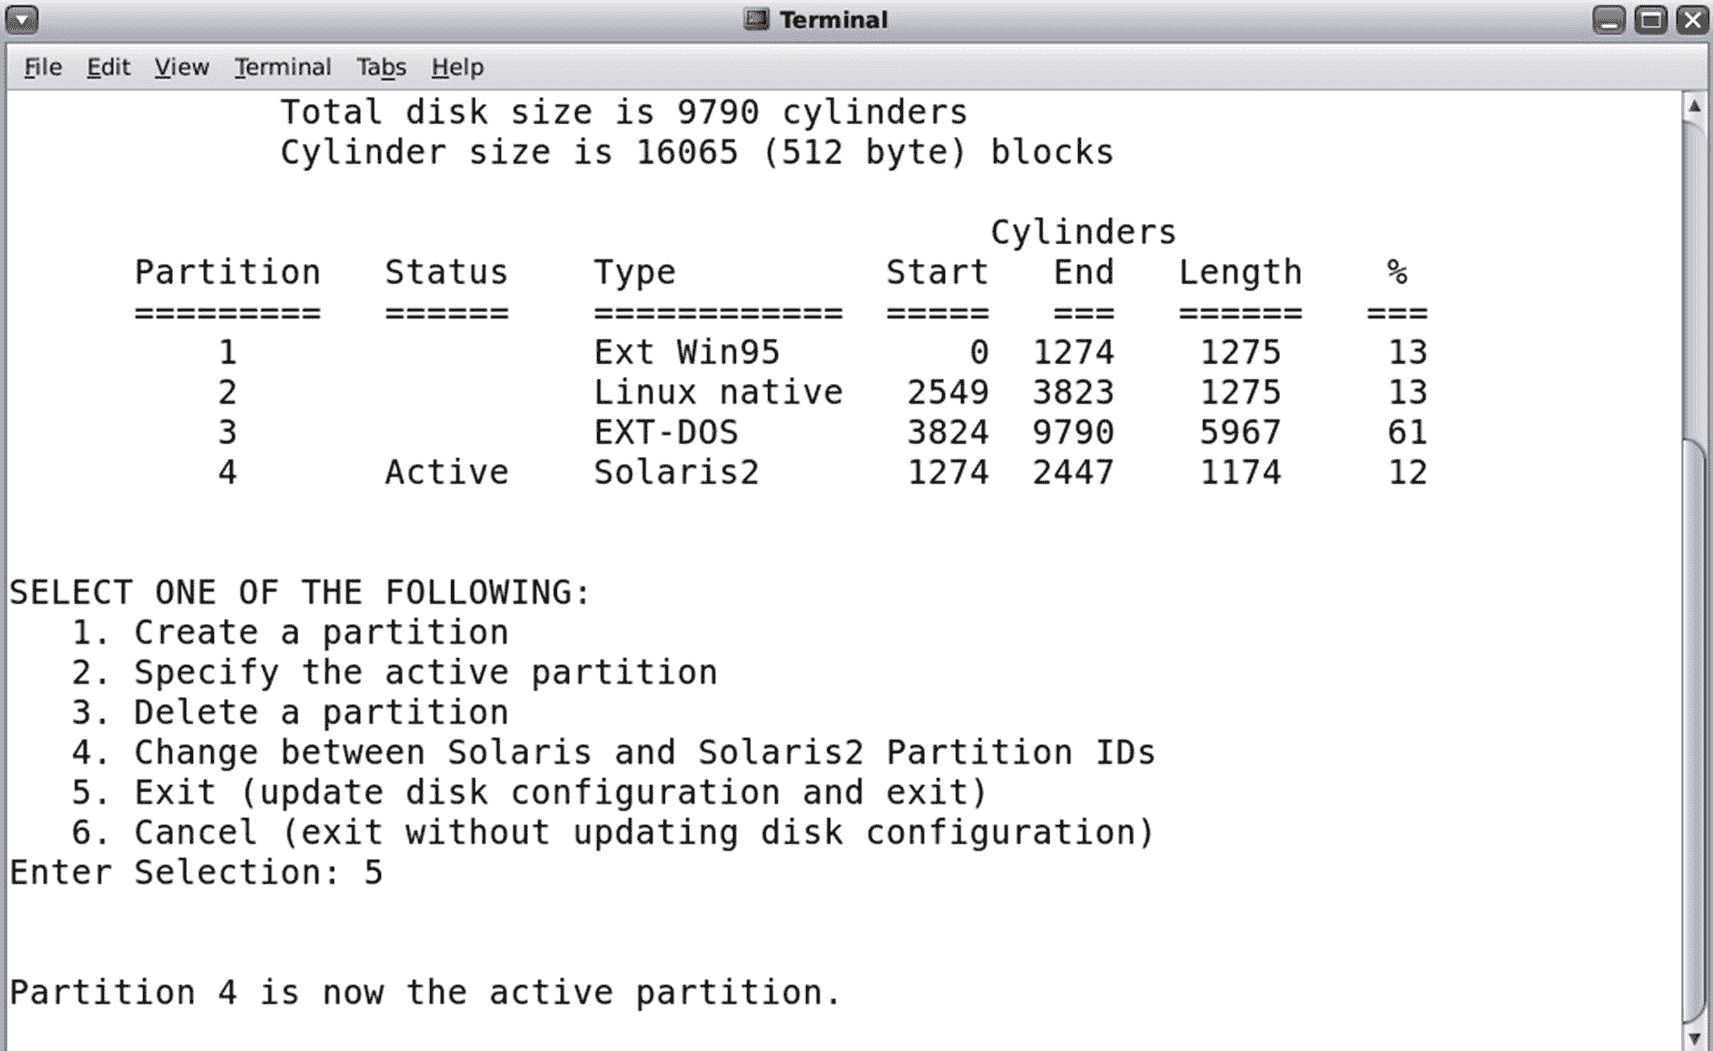 Terminal
File Edit View Terminal Tabs Help
Total disk size is 9790 cylinders
Cylinder size is 16065 (512 byte) blocks
Cylinders
Partition Status Type Start End Length %
========= ====== ============ ===== === ====== ===
1 Ext Win95 0 1274 1275 13
2 Linux native 2549 3823 1275 13
3 EXT-DOS 3824 9790 5967 61
4 Active Solaris2 1274 2447 1174 12
SELECT ONE OF THE FOLLOWING:
1. Create a partition
2. Specify the active partition
3. Delete a partition
4. Change between Solaris and Solaris2 Partition IDs
5. Exit (update disk configuration and exit)
6. Cancel (exit without updating disk configuration)
Enter Selection: 5
Partition 4 is now the active partition.